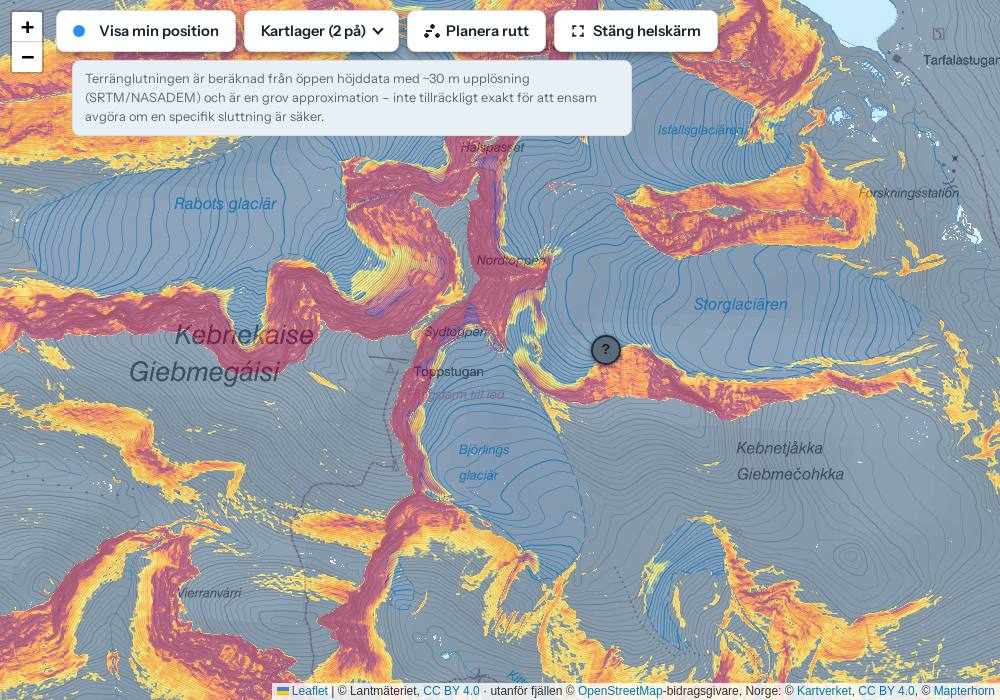 +
−
Visa min position
Kartlager (2 på)
Planera rutt
Stäng helskärm
Terränglutningen är beräknad från öppen höjddata med ~30 m upplösning
(SRTM/NASADEM) och är en grov approximation – inte tillräckligt exakt för att ensam
avgöra om en specifik sluttning är säker.
Tarfalastugan
Isfallsglaciären
Halspasset
Forskningsstation
Rabots glaciär
Nordtoppen
Storglaciären
Kebnekaise
Giebmegáisi
Sydtoppen
?
Toppstugan
Björlings
glaciär
Kebnetjåkka
Giebmečohkka
Vierranvárri
Leaflet | © Lantmäteriet, CC BY 4.0 · utanför fjällen © OpenStreetMap-bidragsgivare, Norge: © Kartverket, CC BY 4.0, © Mapterhorn